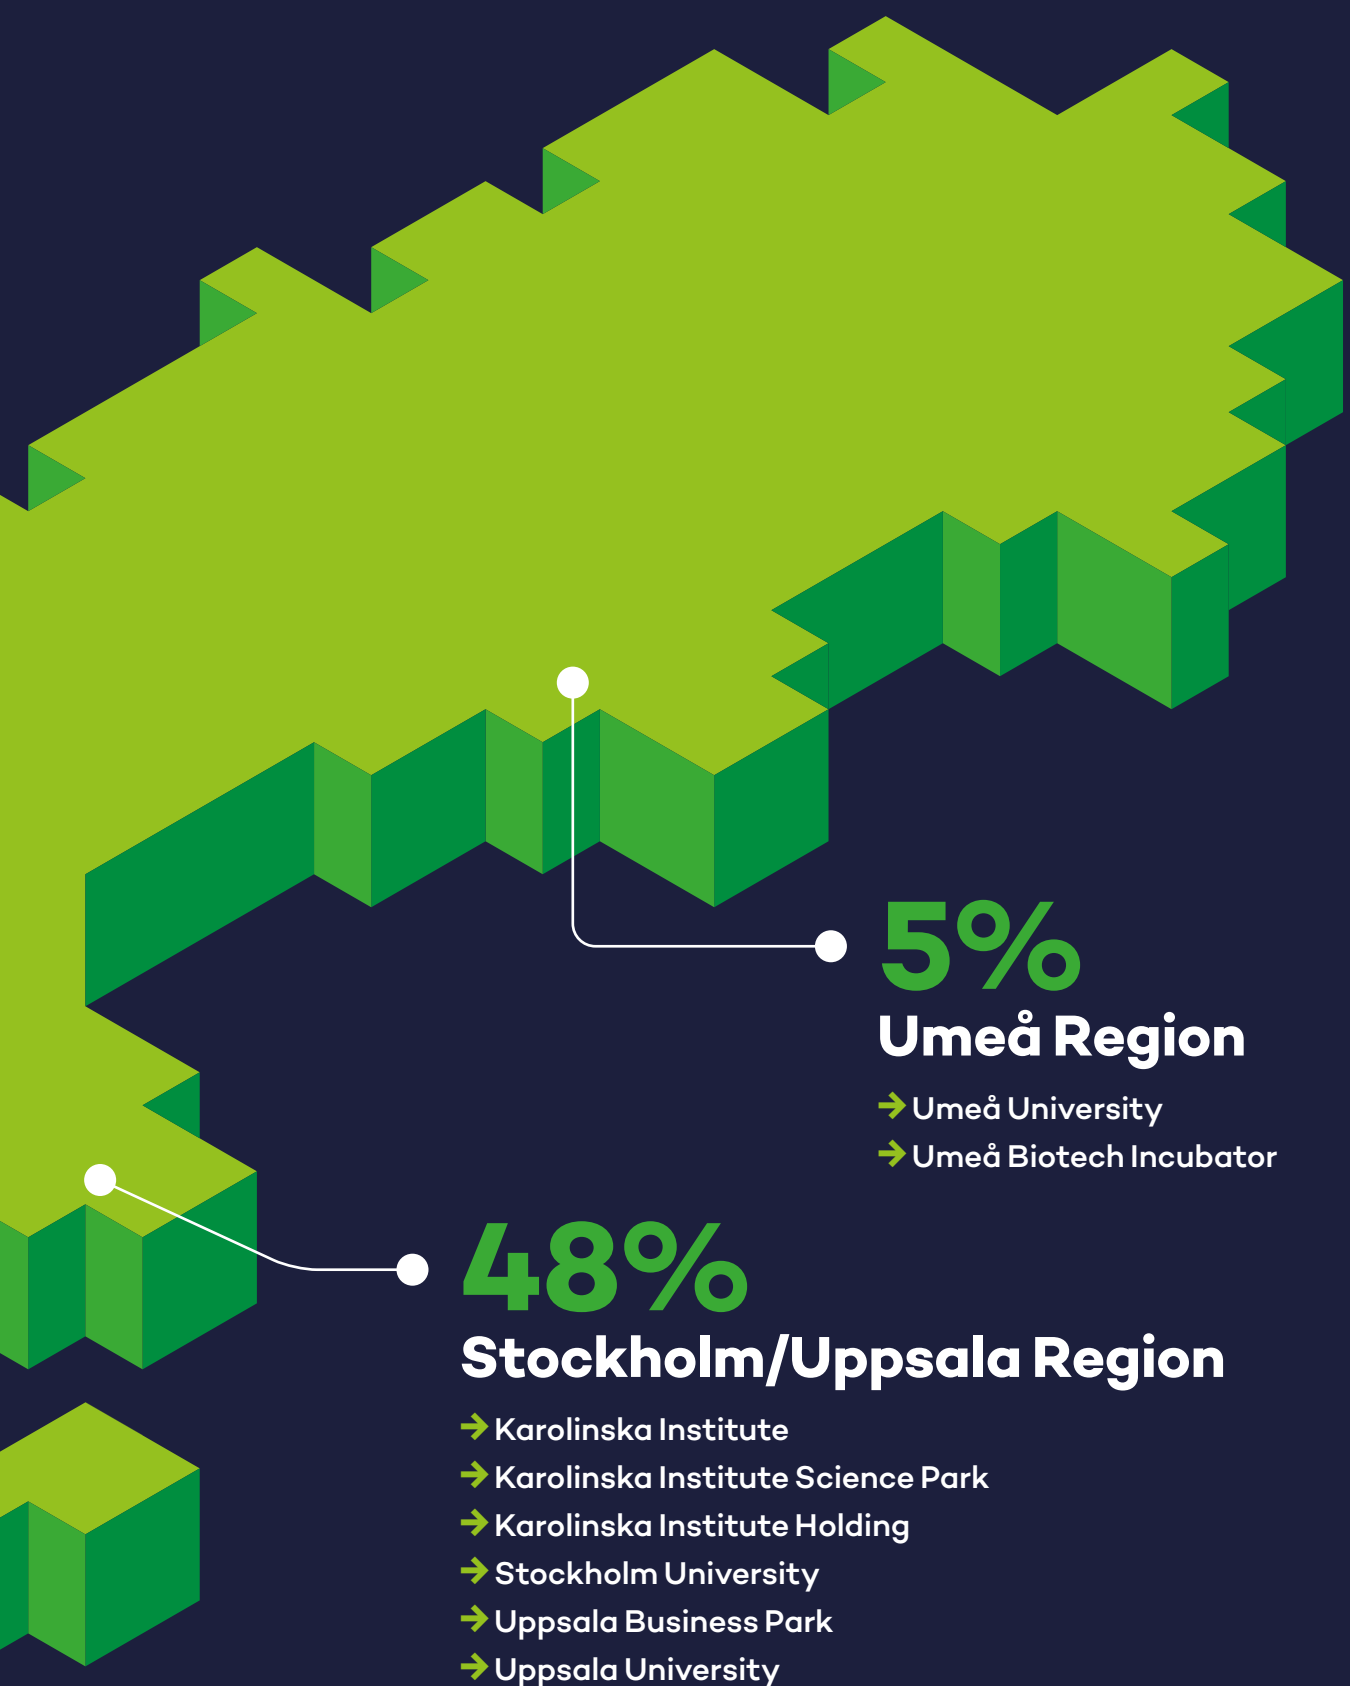 5%
Umeå Region
→ Umeå University
→ Umeå Biotech Incubator
48%
Stockholm/Uppsala Region
→ Karolinska Institute
→ Karolinska Institute Science Park
→ Karolinska Institute Holding
→ Stockholm University
→ Uppsala Business Park
→ Uppsala University